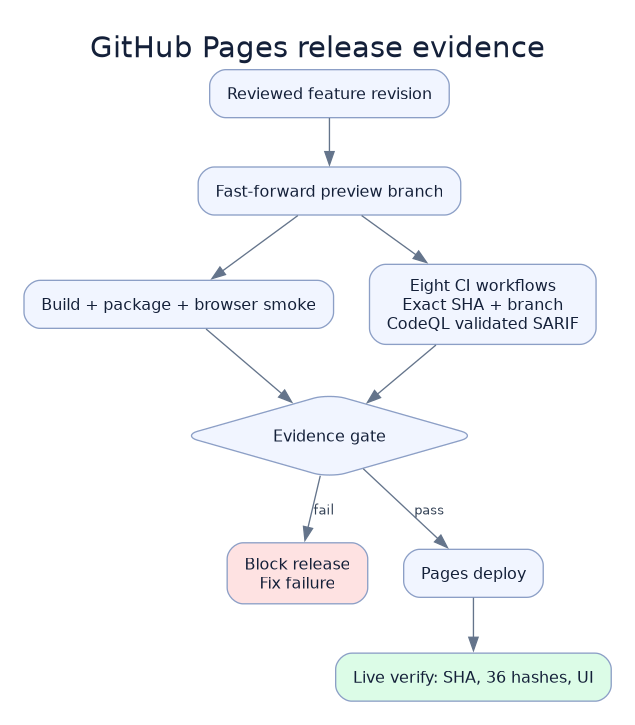 GitHub Pages release evidence
Reviewed feature revision
Fast-forward preview branch
Build + package + browser smoke
Eight CI workflows
Exact SHA + branch
CodeQL validated SARIF
Evidence gate
fail
pass
Block release
Fix failure
Pages deploy
Live verify: SHA, 36 hashes, UI